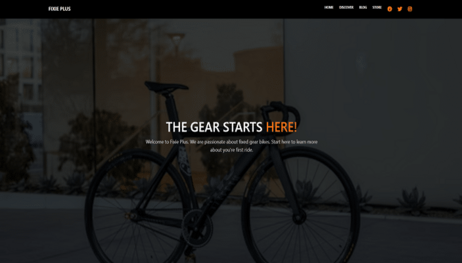 FIXIE PLUS
HOME DISCOVER BLOG STORE
THE GEAR STARTS HERE!
Welcome to Fixie Plus. We are passionate about fixed gear bikes. Start here to learn more
about you're first ride.